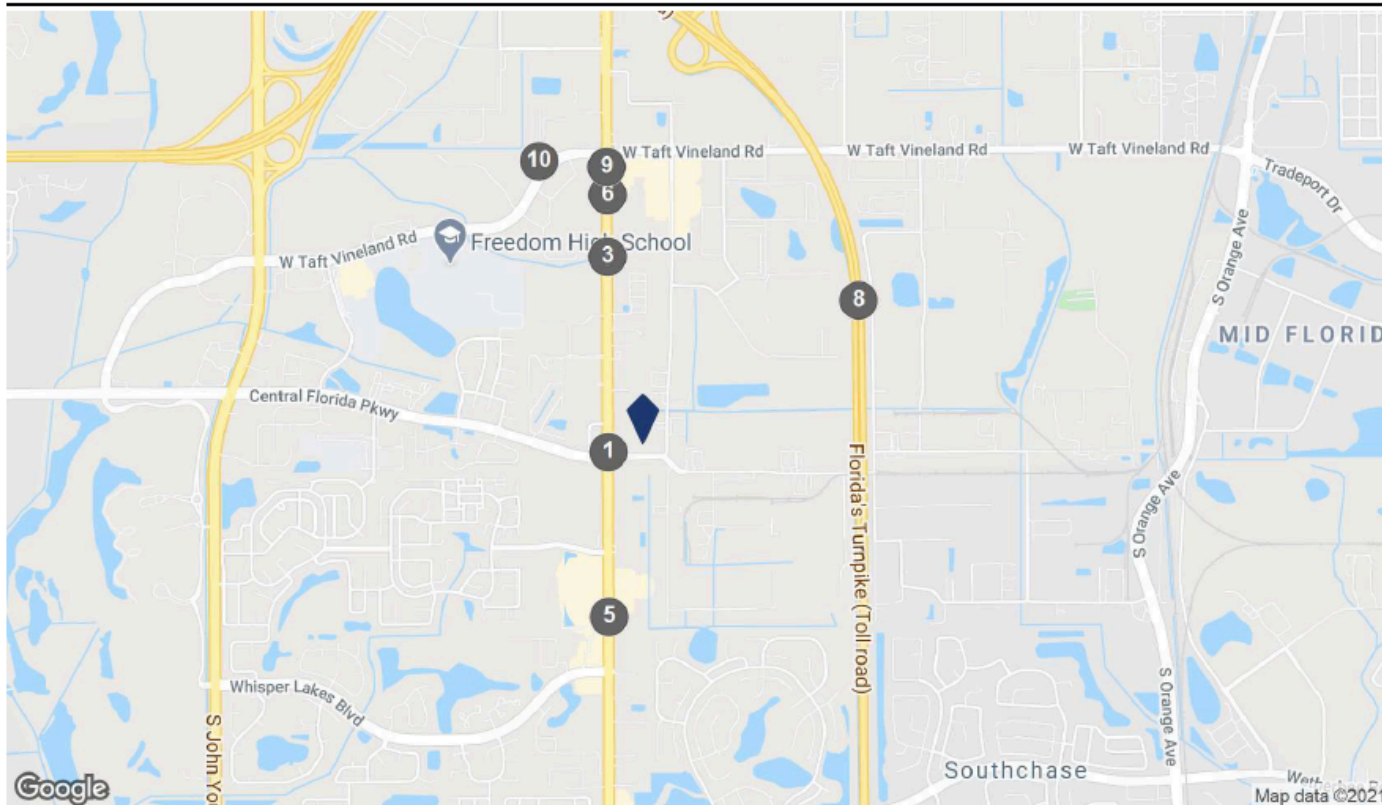 10
9
6
3
8
1
5
W Taft Vineland Rd
W Taft Vineland Rd
W Taft Vineland Rd
Tradeport Dr
Freedom High School
W Taft Vineland Rd
S Orange Ave
MID FLORID
Central Florida Pkwy
Florida's Turnpike (Toll road)
S Orange Ave
Whisper Lakes Blvd
S Orange Ave
S John Yo
Southchase
Google
Map data ©2021